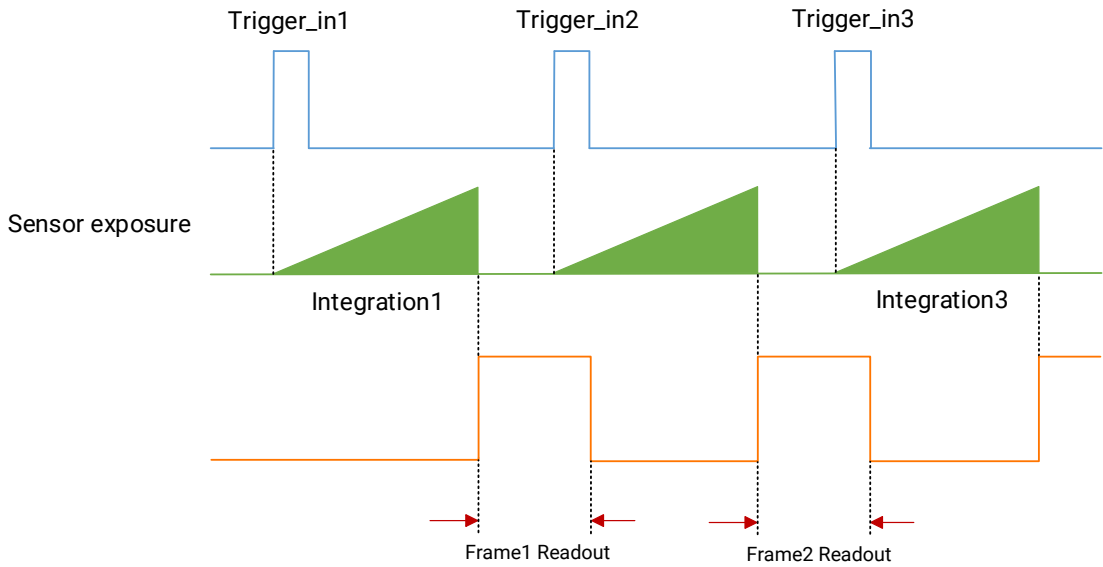 Trigger_in1
Trigger_in2
Trigger_in3
Sensor exposure
Integration1
Integration3
Frame1 Readout
Frame2 Readout